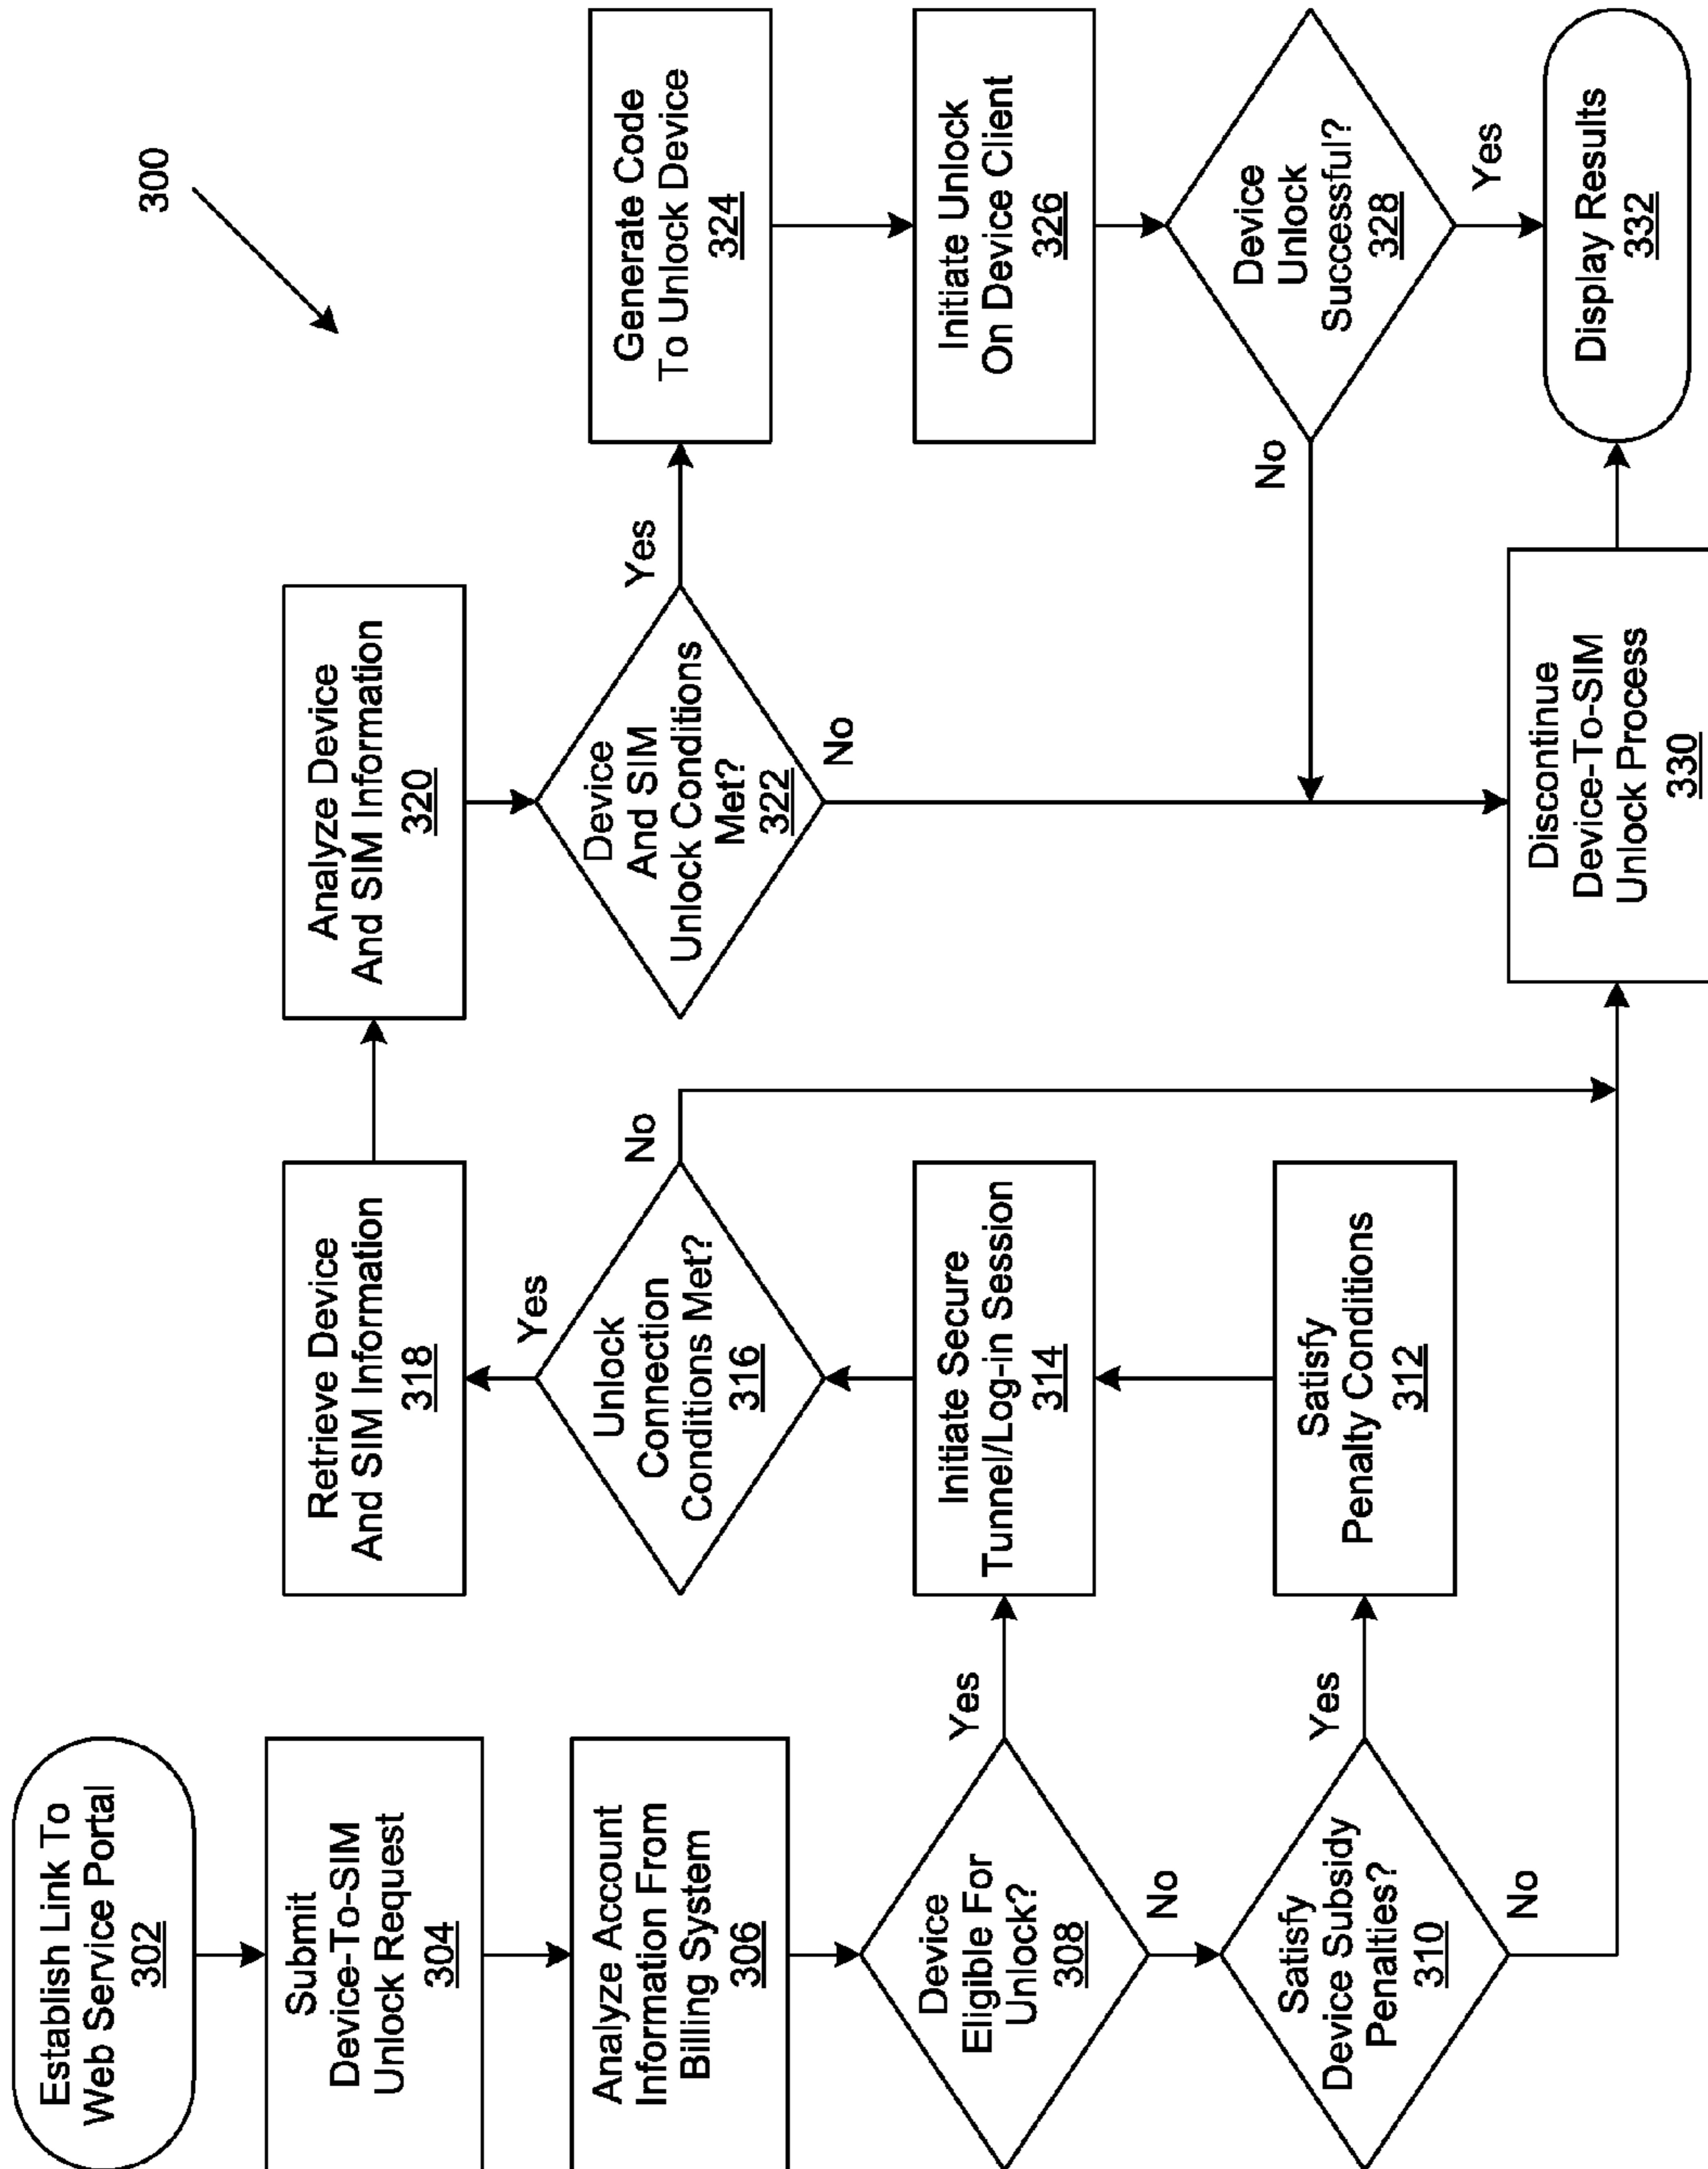 300
Establish Link To
Web Service Portal
302
Submit
Device-To-SIM
Unlock Request
304
Analyze Account
Information From
Billing System
306
Device
Eligible For
Unlock?
308
Yes
No
Satisfy
Device Subsidy
Penalties?
310
Yes
No
Satisfy
Penalty Conditions
312
Initiate Secure
Tunnel/Log-in Session
314
Unlock
Connection
Conditions Met?
316
Yes
No
Retrieve Device
And SIM Information
318
Analyze Device
And SIM Information
320
Device
And SIM
Unlock Conditions
Met?
322
Yes
No
Generate Code
To Unlock Device
324
Initiate Unlock
On Device Client
326
Device
Unlock
Successful?
328
No
Yes
Discontinue
Device-To-SIM
Unlock Process
330
Display Results
332